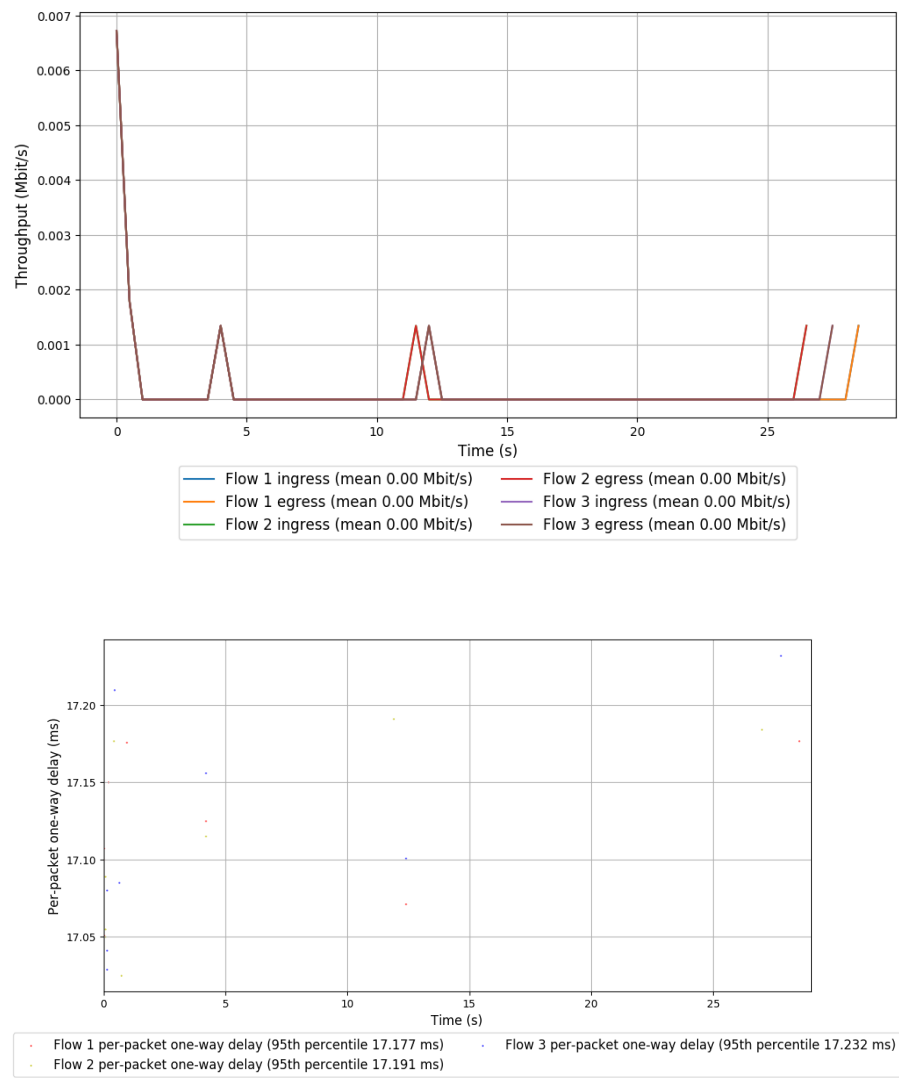 0.007
0.006
0.005
0.004
0.003
0.002
0.001
0.000
Throughput (Mbit/s)
0 5 10 15 20 25
Time (s)
Flow 1 ingress (mean 0.00 Mbit/s) Flow 2 egress (mean 0.00 Mbit/s)
Flow 1 egress (mean 0.00 Mbit/s) Flow 3 ingress (mean 0.00 Mbit/s)
Flow 2 ingress (mean 0.00 Mbit/s) Flow 3 egress (mean 0.00 Mbit/s)
17.20
17.15
17.10
17.05
Per-packet one-way delay (ms)
0 5 10 15 20 25
Time (s)
Flow 1 per-packet one-way delay (95th percentile 17.177 ms) Flow 3 per-packet one-way delay (95th percentile 17.232 ms)
Flow 2 per-packet one-way delay (95th percentile 17.191 ms)